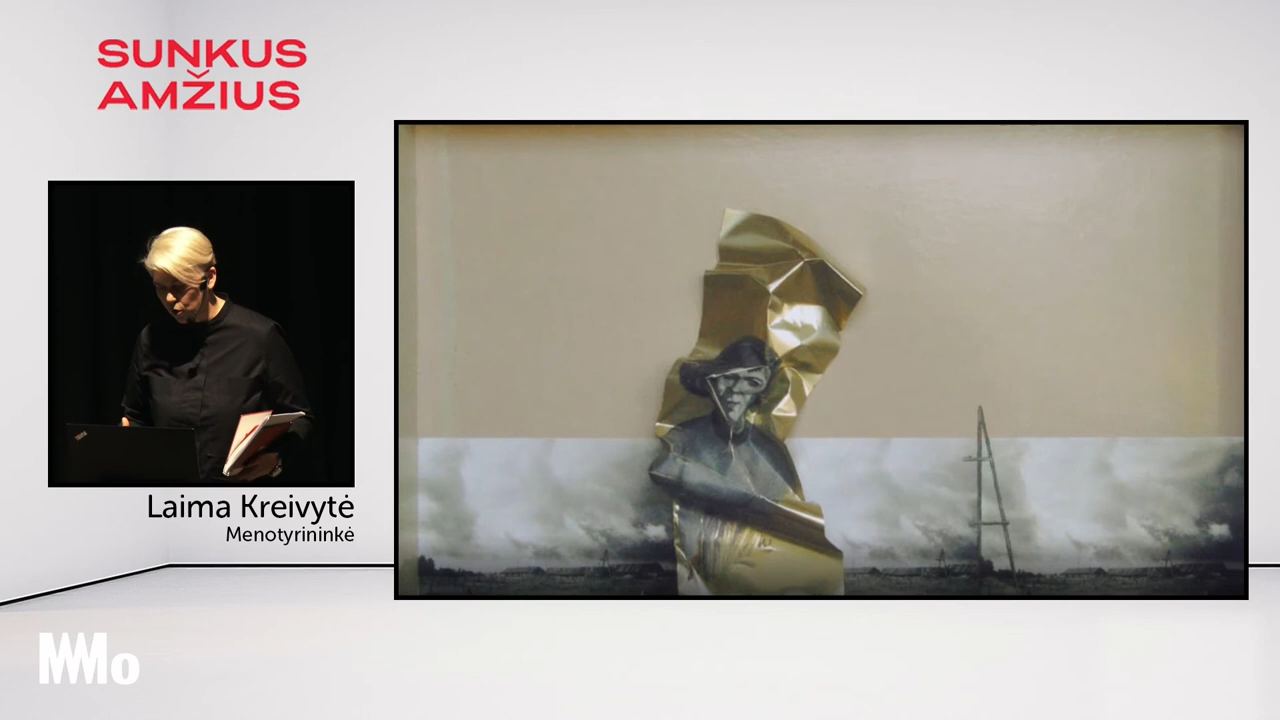 SUNKUS
AMŽIUS
Laima Kreivytė
Menotyrininkė
MMo